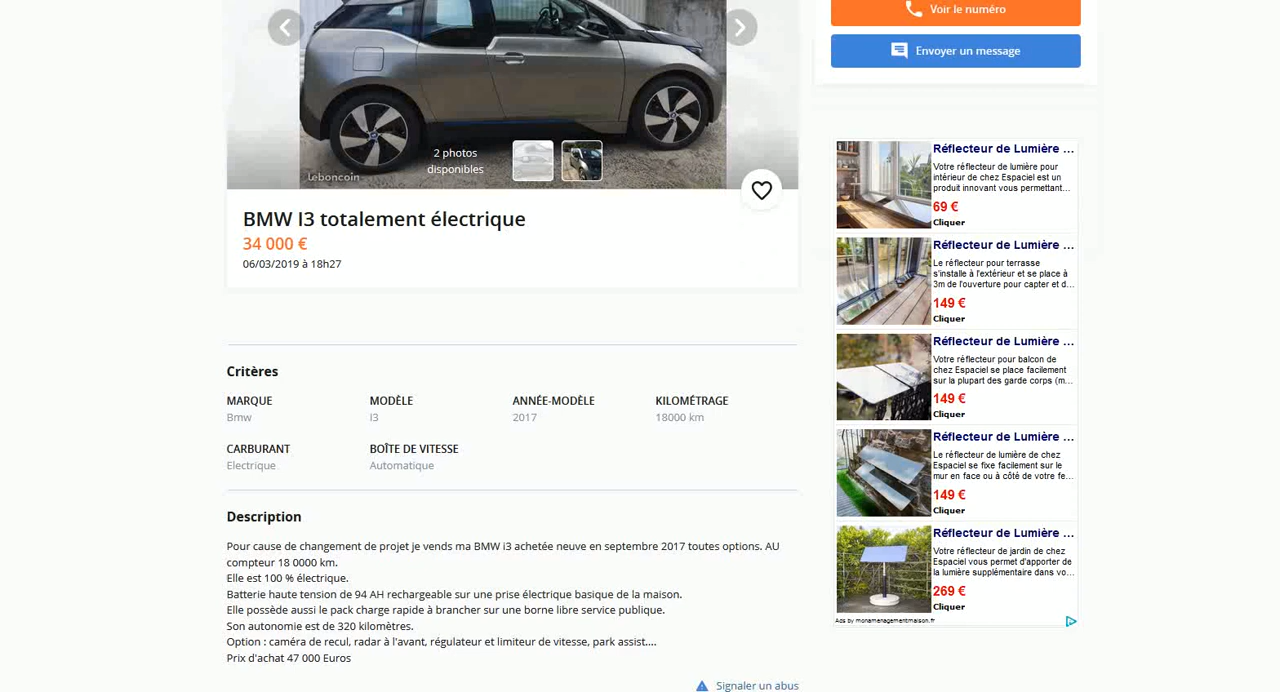 Voir le numéro
Envoyer un message
2 photos
disponibles
leboncoin
BMW I3 totalement électrique
34 000 €
06/03/2019 à 18h27
Critères
MARQUE
MODÈLE
ANNÉE-MODÈLE
KILOMÉTRAGE
Bmw
I3
2017
18000 km
CARBURANT
BOÎTE DE VITESSE
Electrique
Automatique
Description
Pour cause de changement de projet je vends ma BMW i3 achetée neuve en septembre 2017 toutes options. AU
compteur 18 0000 km.
Elle est 100 % électrique.
Batterie haute tension de 94 AH rechargeable sur une prise électrique basique de la maison.
Elle possède aussi le pack charge rapide à brancher sur une borne libre service publique.
Son autonomie est de 320 kilomètres.
Option : caméra de recul, radar à l'avant, régulateur et limiteur de vitesse, park assist....
Prix d'achat 47 000 Euros
Signaler un abus
Réflecteur de Lumière ...
Votre réflecteur de lumière pour
intérieur de chez Espaciel est un
produit innovant vous permettant...
69 €
Cliquer
Réflecteur de Lumière ...
Le réflecteur pour terrasse
s'installe à l'extérieur et se place à
3m de l'ouverture pour capter et d...
149 €
Cliquer
Réflecteur de Lumière ...
Votre réflecteur pour balcon de
chez Espaciel se place facilement
sur la plupart des garde corps (m...
149 €
Cliquer
Réflecteur de Lumière ...
Le réflecteur de lumière de chez
Espaciel se fixe facilement sur le
mur en face ou à côté de votre fe...
149 €
Cliquer
Réflecteur de Lumière ...
Votre réflecteur de jardin de chez
Espaciel vous permet d'apporter de
la lumière supplémentaire dans vo...
269 €
Cliquer
Ads by monamenagementmaison.fr